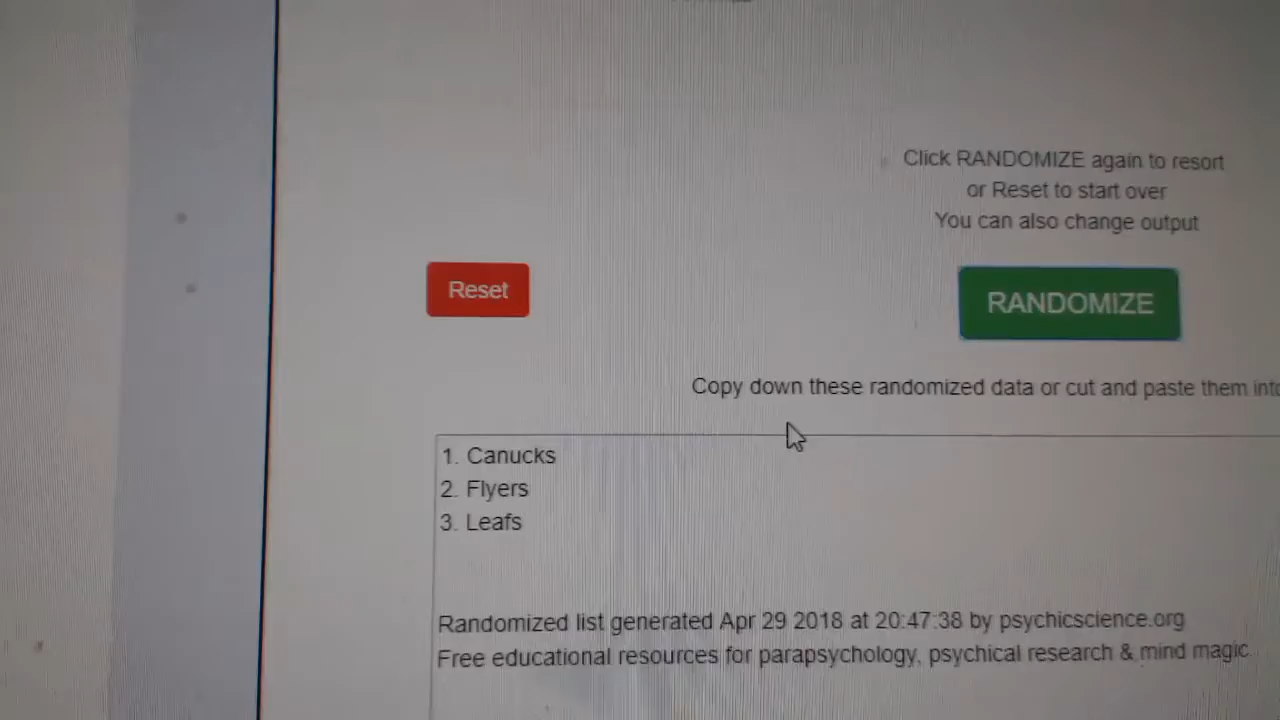 Click RANDOMIZE again to resort
or Reset to start over
You can also change output
Reset
RANDOMIZE
Copy down these randomized data or cut and paste them into
1. Canucks
2. Flyers
3. Leafs
Randomized list generated Apr 29 2018 at 20:47:38 by psychicscience.org
Free educational resources for parapsychology, psychical research & mind magic